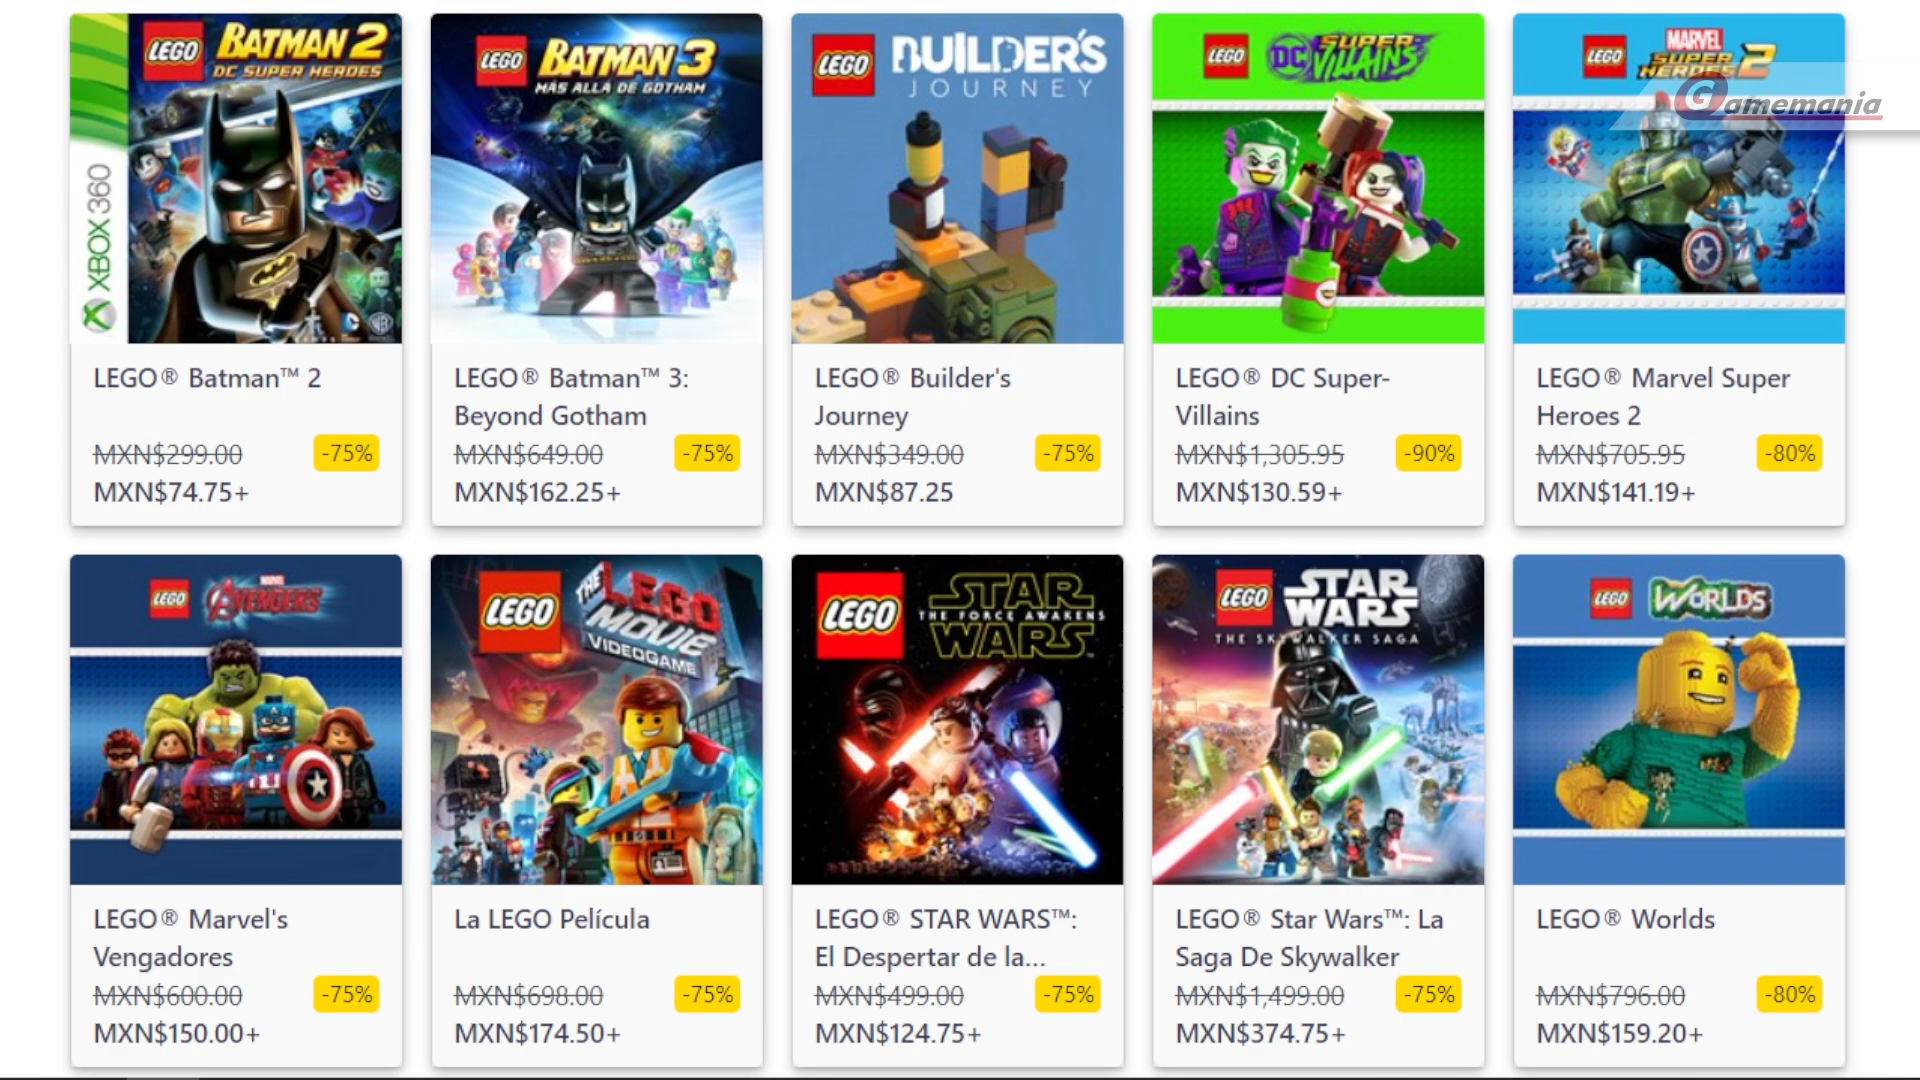 LEGO BATMAN 2
DC SUPER HEROES
XBOX 360
LEGO BATMAN 3
MÁS ALLÁ DE GOTHAM
LEGO BUILDER'S
JOURNEY
LEGO DC SUPER-
VILLAINS
LEGO MARVEL
SUPER HEROES 2
Gamemania
LEGO® Batman™ 2
MXN$299.00 -75%
MXN$74.75+
LEGO® Batman™ 3:
Beyond Gotham
MXN$649.00 -75%
MXN$162.25+
LEGO® Builder's
Journey
MXN$349.00 -75%
MXN$87.25
LEGO® DC Super-
Villains
MXN$1,305.95 -90%
MXN$130.59+
LEGO® Marvel Super
Heroes 2
MXN$705.95 -80%
MXN$141.19+
LEGO MARVEL
AVENGERS
LEGO THE LEGO
MOVIE
VIDEOGAME
LEGO STAR
THE FORCE AWAKENS
WARS
LEGO STAR
WARS
THE SKYWALKER SAGA
LEGO WORLDS
LEGO® Marvel's
Vengadores
MXN$600.00 -75%
MXN$150.00+
La LEGO Película
MXN$698.00 -75%
MXN$174.50+
LEGO® STAR WARS™:
El Despertar de la...
MXN$499.00 -75%
MXN$124.75+
LEGO® Star Wars™: La
Saga De Skywalker
MXN$1,499.00 -75%
MXN$374.75+
LEGO® Worlds
MXN$796.00 -80%
MXN$159.20+